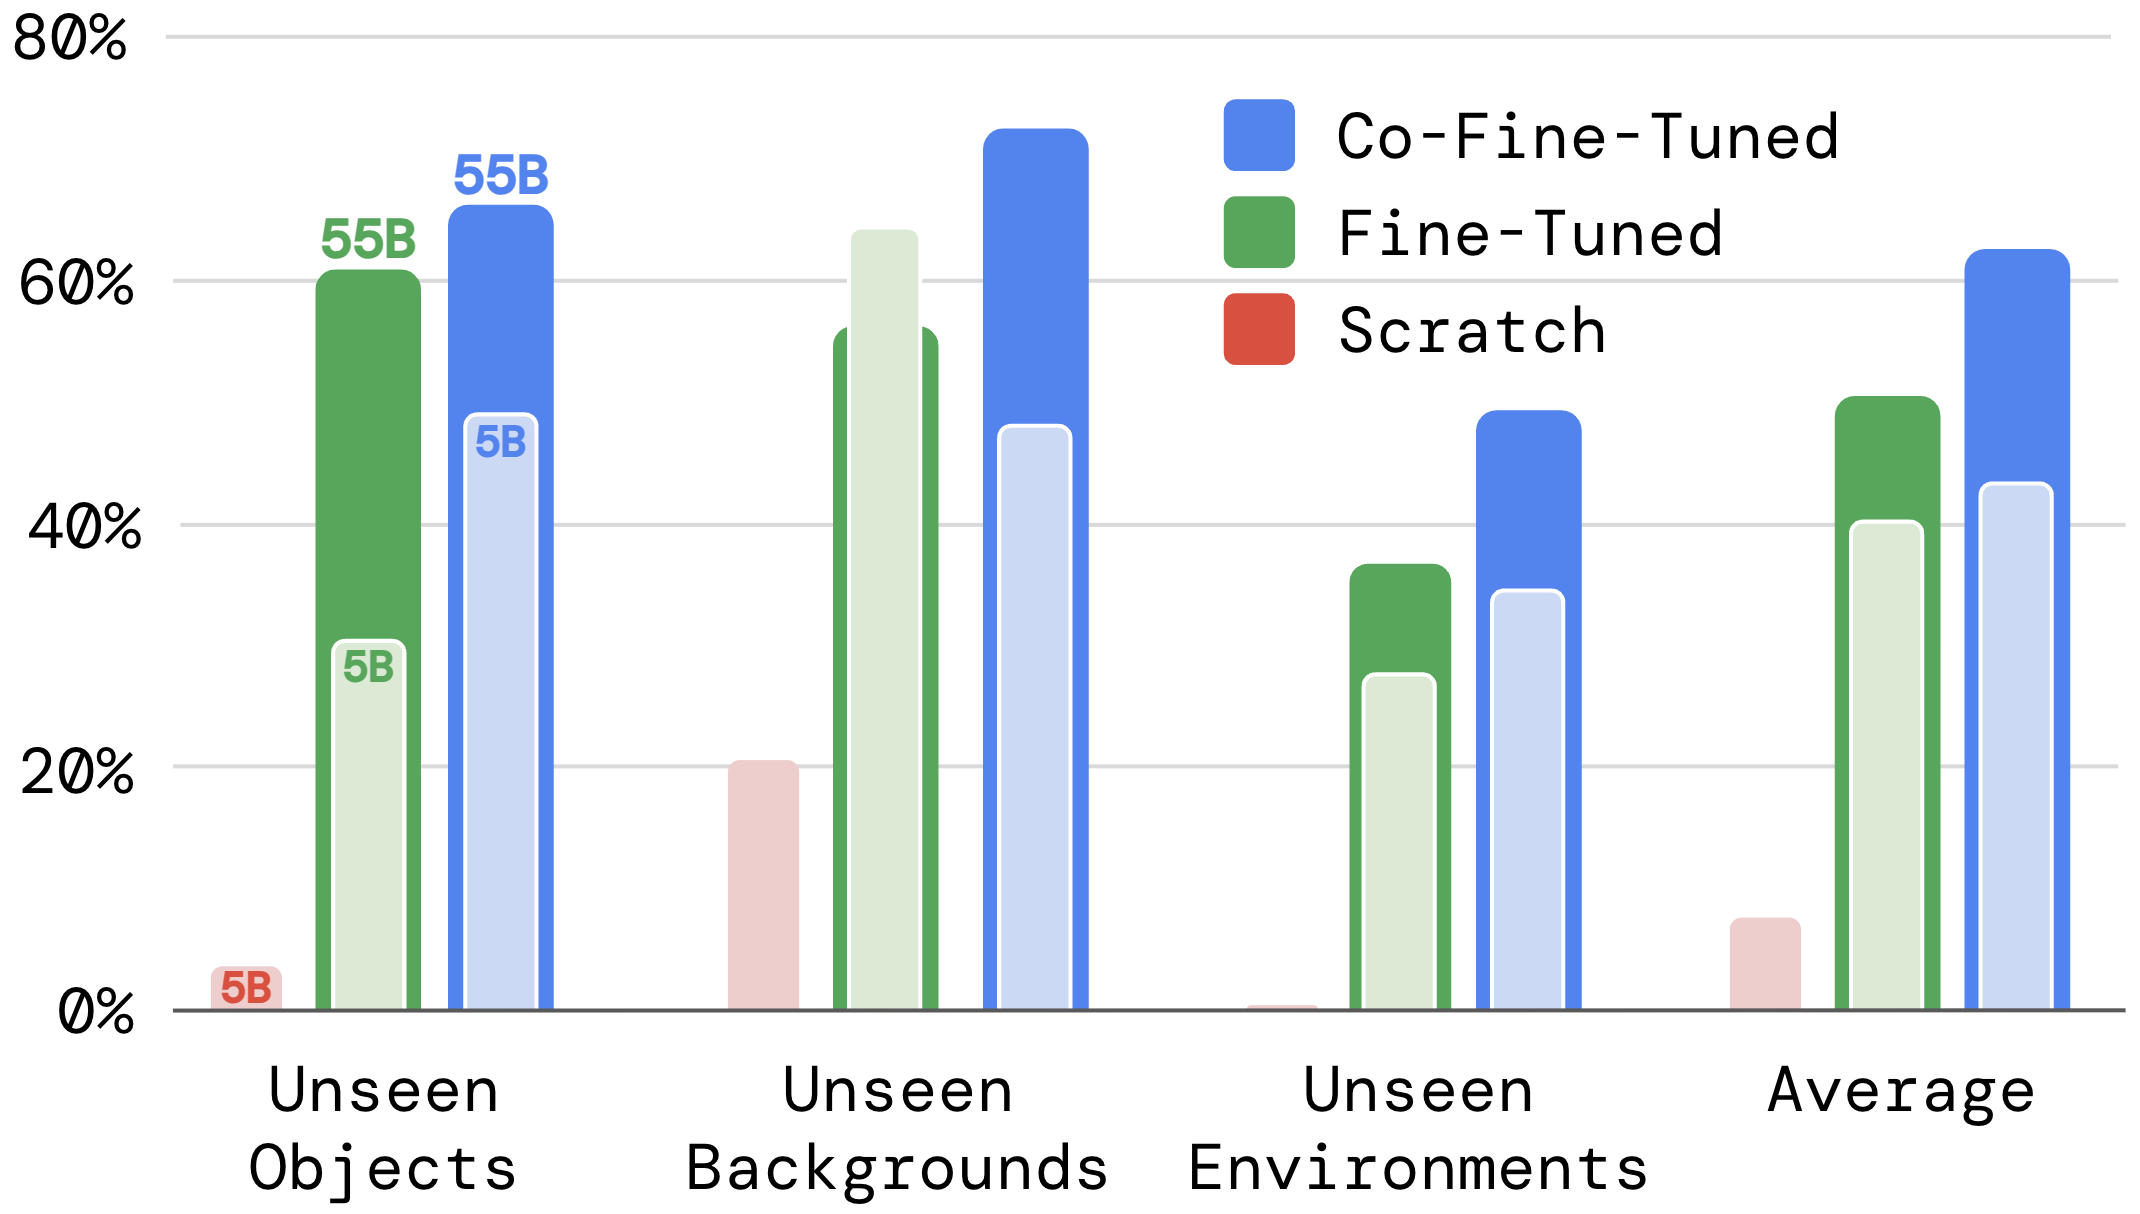 80%
60%
40%
20%
0%
Co-Fine-Tuned
Fine-Tuned
Scratch
55B
55B
5B
5B
5B
Unseen
Objects
Unseen
Backgrounds
Unseen
Environments
Average